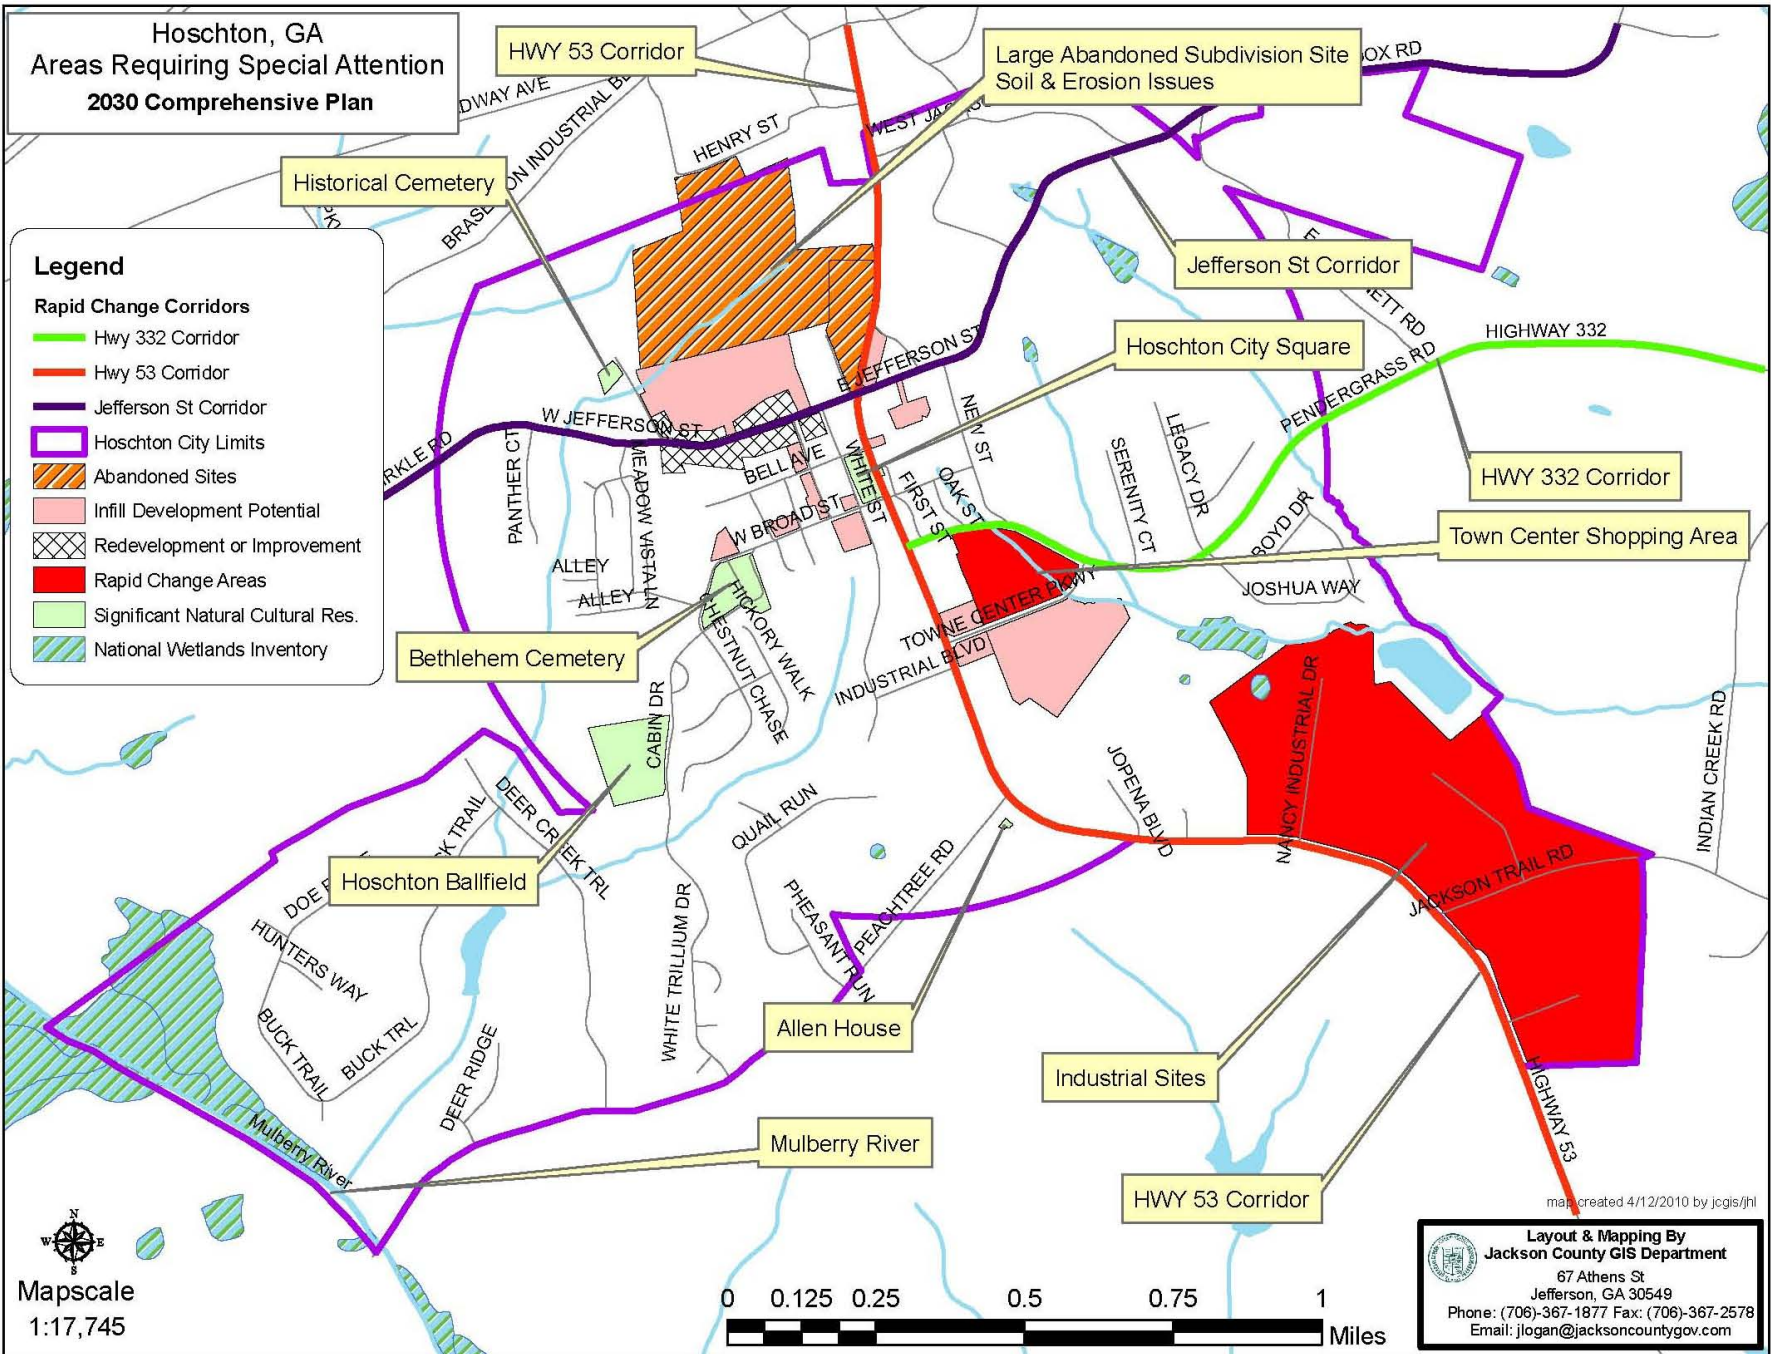 Hoschton, GA
Areas Requiring Special Attention
2030 Comprehensive Plan
HWY 53 Corridor
Large Abandoned Subdivision Site
Soil & Erosion Issues
Historical Cemetery
Jefferson St Corridor
Hoschton City Square
HWY 332 Corridor
Town Center Shopping Area
Bethlehem Cemetery
Hoschton Ballfield
Allen House
Industrial Sites
Mulberry River
HWY 53 Corridor
Legend
Rapid Change Corridors
Hwy 332 Corridor
Hwy 53 Corridor
Jefferson St Corridor
Hoschton City Limits
Abandoned Sites
Infill Development Potential
Redevelopment or Improvement
Rapid Change Areas
Significant Natural Cultural Res.
National Wetlands Inventory
HENRY ST
E JEFFERSON ST
W JEFFERSON ST
HIGHWAY 332
PENDERGRASS RD
PANTHER CT
MEADOW VISTA LN
BELL AVE
WHITE ST
W BROAD ST
NEW ST
OAK ST
FIRST ST
SERENITY CT
LEGACY DR
BOYD DR
JOSHUA WAY
ALLEY
ALLEY
HICKORY WALK
CHESTNUT CHASE
TOWNE CENTER PKWY
INDUSTRIAL BLVD
CABIN DR
NANCY INDUSTRIAL DR
INDIAN CREEK RD
JOPENA BLVD
JACKSON TRAIL RD
QUAIL RUN
PEACHTREE RD
PHEASANT RUN
DEER CREEK TRL
HUNTERS WAY
BUCK TRAIL
BUCK TRL
DEER RIDGE
WHITE TRILLIUM DR
HIGHWAY 53
Mulberry River
N
W E
S
Mapscale
1:17,745
0 0.125 0.25 0.5 0.75 1
Miles
map created 4/12/2010 by jcgis/jhl
Layout & Mapping By
Jackson County GIS Department
67 Athens St
Jefferson, GA 30549
Phone: (706)-367-1877 Fax: (706)-367-2578
Email: jlogan@jacksoncountygov.com